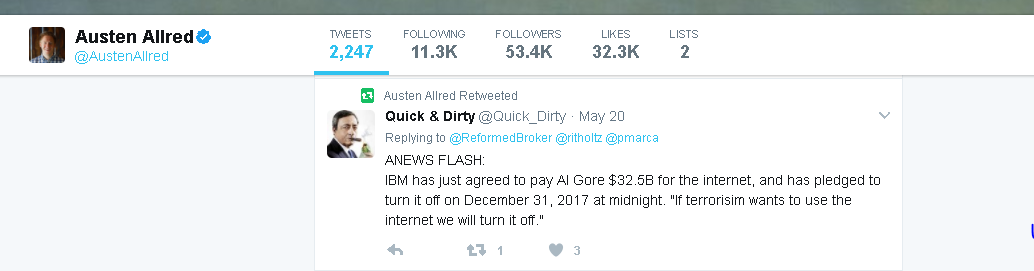 Austen Allred
@AustenAllred
TWEETS FOLLOWING FOLLOWERS LIKES LISTS
2,247 11.3K 53.4K 32.3K 2
Austen Allred Retweeted
Quick & Dirty @Quick_Dirty · May 20
Replying to @ReformedBroker @ritholtz @pmarca
ANEWS FLASH:
IBM has just agreed to pay Al Gore $32.5B for the internet, and has pledged to
turn it off on December 31, 2017 at midnight. "If terrorisim wants to use the
internet we will turn it off."
1 3